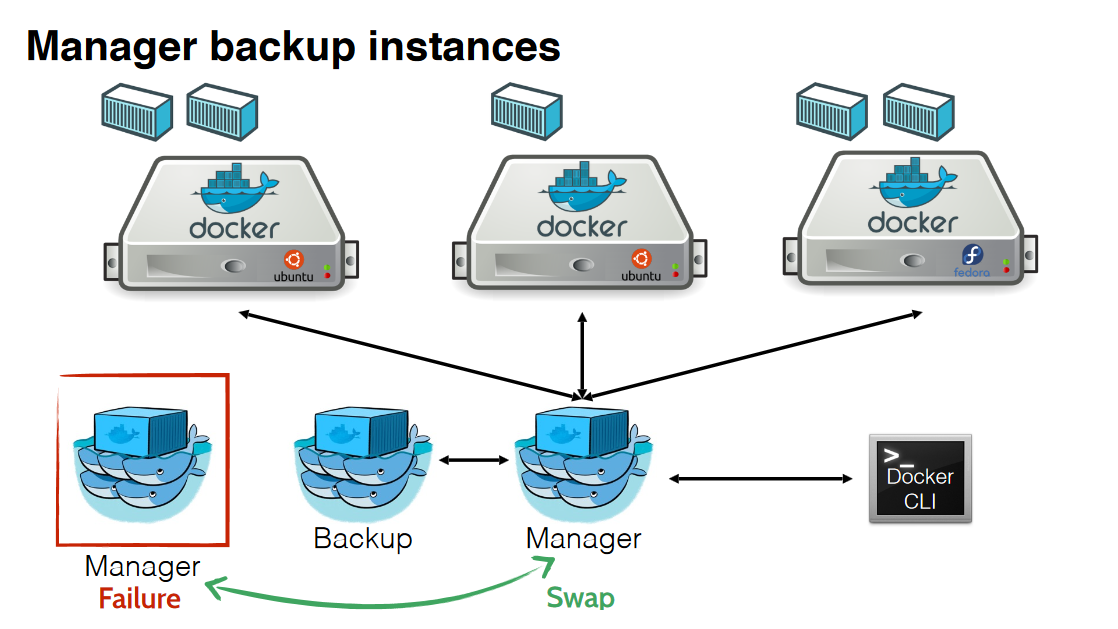 Manager backup instances
docker
docker
docker
ubuntu
ubuntu
fedora
>_
Docker
CLI
Backup
Manager
Manager
Failure
Swap